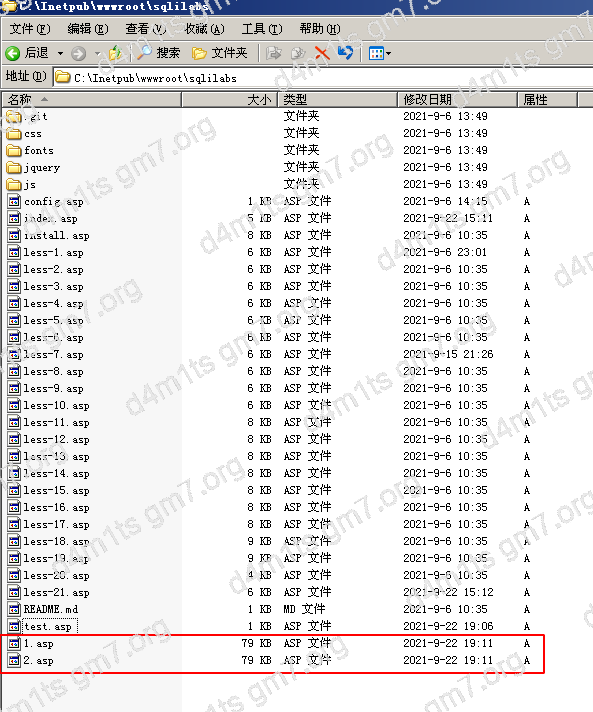 C:\Inetpub\wwwroot\sqlilabs
文件(F) 编辑(E) 查看(V) 收藏(A) 工具(T) 帮助(H)
后退 搜索 文件夹
地址(D) C:\Inetpub\wwwroot\sqlilabs
名称 大小 类型 修改日期 属性
.git 文件夹 2021-9-6 13:49
css 文件夹 2021-9-6 13:49
fonts 文件夹 2021-9-6 13:49
jquery 文件夹 2021-9-6 13:49
js 文件夹 2021-9-6 13:49
config.asp 1 KB ASP 文件 2021-9-6 14:15 A
index.asp 5 KB ASP 文件 2021-9-22 15:11 A
install.asp 8 KB ASP 文件 2021-9-6 10:35 A
less-1.asp 6 KB ASP 文件 2021-9-6 23:01 A
less-2.asp 6 KB ASP 文件 2021-9-6 10:35 A
less-3.asp 6 KB ASP 文件 2021-9-6 10:35 A
less-4.asp 6 KB ASP 文件 2021-9-6 10:35 A
less-5.asp 6 KB ASP 文件 2021-9-6 10:35 A
less-6.asp 6 KB ASP 文件 2021-9-6 10:35 A
less-7.asp 6 KB ASP 文件 2021-9-15 21:26 A
less-8.asp 6 KB ASP 文件 2021-9-6 10:35 A
less-9.asp 6 KB ASP 文件 2021-9-6 10:35 A
less-10.asp 6 KB ASP 文件 2021-9-6 10:35 A
less-11.asp 8 KB ASP 文件 2021-9-6 10:35 A
less-12.asp 8 KB ASP 文件 2021-9-6 10:35 A
less-13.asp 8 KB ASP 文件 2021-9-6 10:35 A
less-14.asp 8 KB ASP 文件 2021-9-6 10:35 A
less-15.asp 8 KB ASP 文件 2021-9-6 10:35 A
less-16.asp 8 KB ASP 文件 2021-9-6 10:35 A
less-17.asp 8 KB ASP 文件 2021-9-6 10:35 A
less-18.asp 9 KB ASP 文件 2021-9-6 10:35 A
less-19.asp 9 KB ASP 文件 2021-9-6 10:35 A
less-20.asp 4 KB ASP 文件 2021-9-6 10:35 A
less-21.asp 6 KB ASP 文件 2021-9-22 15:12 A
README.md 1 KB MD 文件 2021-9-6 10:35 A
test.asp 1 KB ASP 文件 2021-9-22 19:06 A
1.asp 79 KB ASP 文件 2021-9-22 19:11 A
2.asp 79 KB ASP 文件 2021-9-22 19:11 A
d4m1ts gm7.org